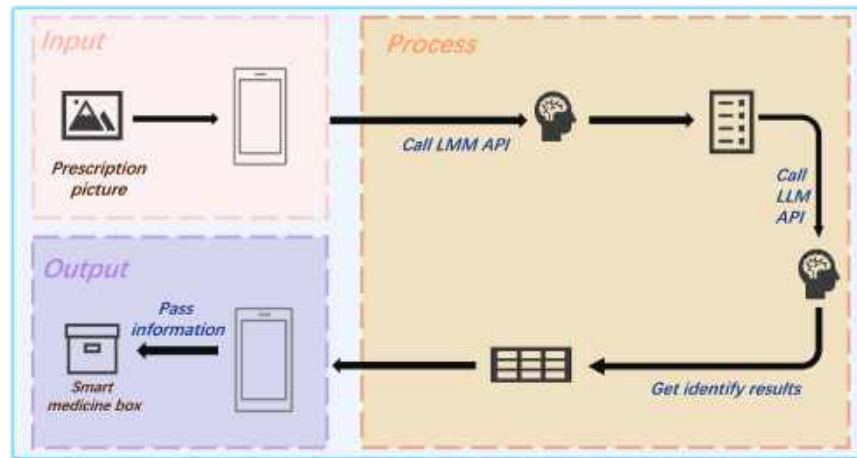 Input
Process
Prescription
picture
Call LMM API
Call
LLM
API
Output
Pass
information
Smart
medicine box
Get identify results